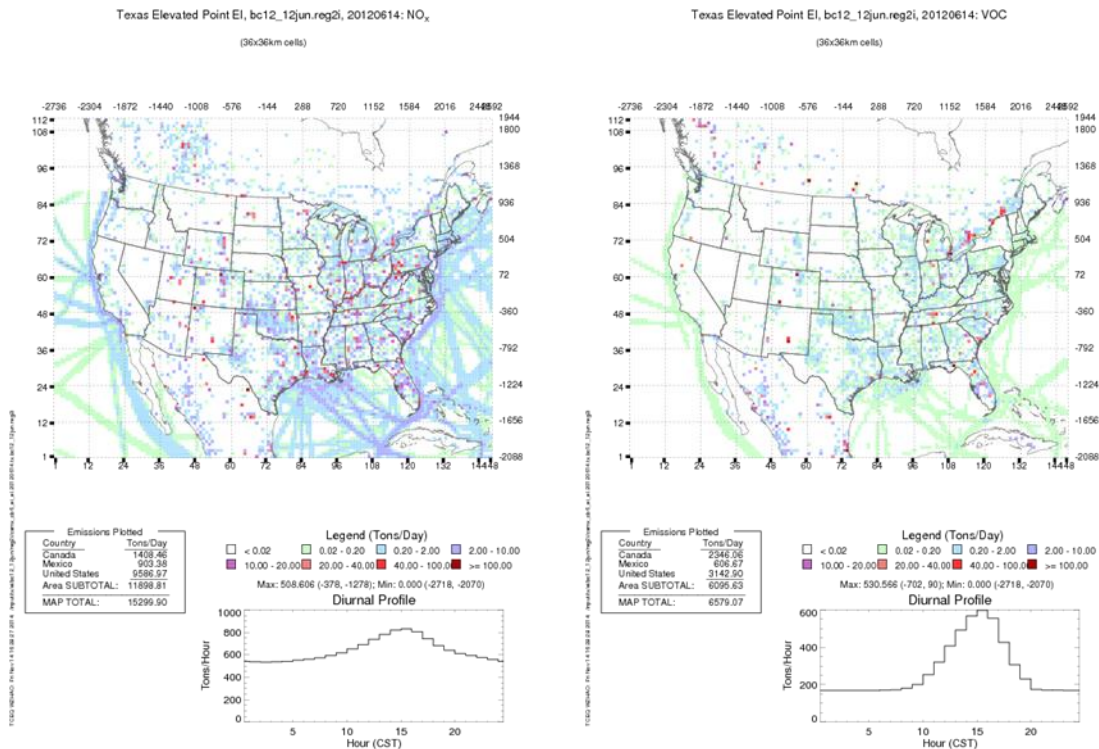 Texas Elevated Point EI, bc12_12jun.reg2i, 20120614: NOx
(36x36km cells)
-2736 -2304 -1872 -1440 -1008 -576 -144 288 720 1152 1584 2016
112 1944
108 1800
96 1368
84 936
72 504
60 72
48 -360
36 -792
24 -1224
12 -1656
1 -2088
1 12 24 36 48 60 72 84 96 108 120 132 144148
Emissions Plotted
Country Tons/Day
Canada 1408.46
Mexico 903.38
United States 9586.97
Area SUBTOTAL: 11898.81
MAP TOTAL: 15299.90
Legend (Tons/Day)
< 0.02 0.02 - 0.20 0.20 - 2.00 2.00 - 10.00
10.00 - 20.00 20.00 - 40.00 40.00 - 100.00 >= 100.00
Max: 508.606 (-378, -1278); Min: 0.000 (-2718, -2070)
Diurnal Profile
Tons/Hour
1000
800
600
400
200
0
5 10 15 20
Hour (CST)
Texas Elevated Point EI, bc12_12jun.reg2i, 20120614: VOC
(36x36km cells)
-2736 -2304 -1872 -1440 -1008 -576 -144 288 720 1152 1584 2016
112 1944
108 1800
96 1368
84 936
72 504
60 72
48 -360
36 -792
24 -1224
12 -1656
1 -2088
1 12 24 36 48 60 72 84 96 108 120 132 144148
Emissions Plotted
Country Tons/Day
Canada 2346.06
Mexico 606.67
United States 3142.90
Area SUBTOTAL: 6095.63
MAP TOTAL: 6579.07
Legend (Tons/Day)
< 0.02 0.02 - 0.20 0.20 - 2.00 2.00 - 10.00
10.00 - 20.00 20.00 - 40.00 40.00 - 100.00 >= 100.00
Max: 530.566 (-702, 90); Min: 0.000 (-2718, -2070)
Diurnal Profile
Tons/Hour
600
400
200
0
5 10 15 20
Hour (CST)